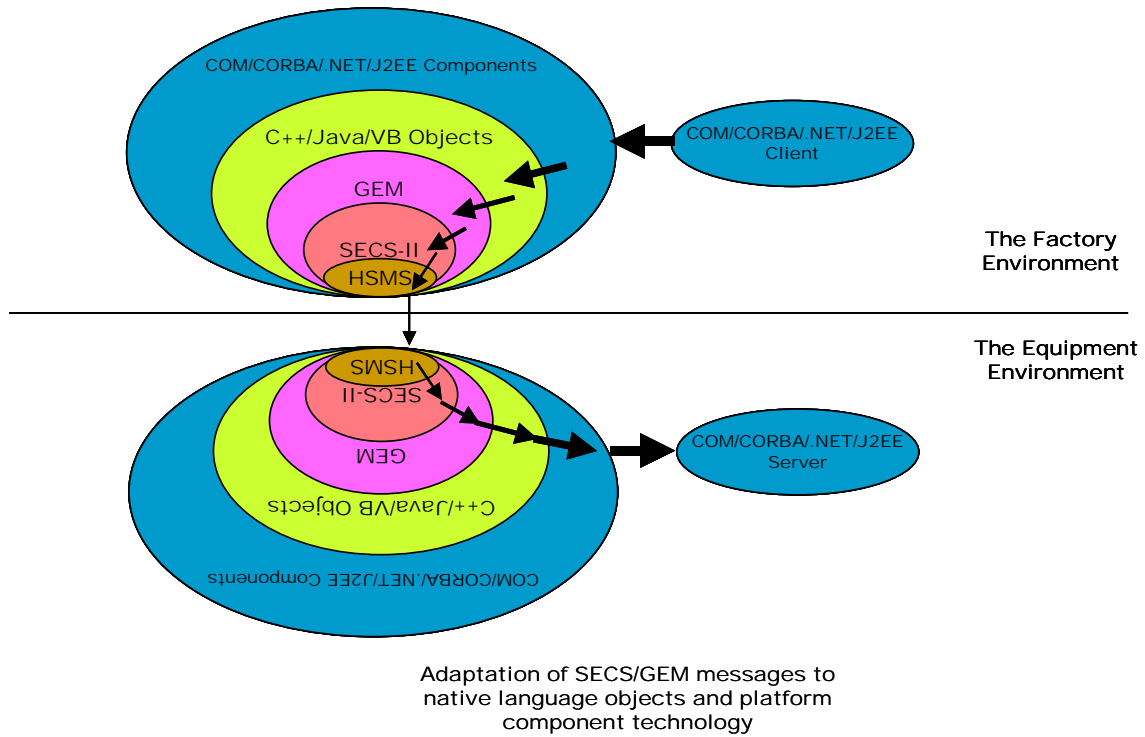 COM/CORBA/.NET/J2EE Components
C++/Java/VB Objects
GEM
SECS-II
HSMS
COM/CORBA/.NET/J2EE
Client
The Factory
Environment
The Equipment
Environment
HSMS
SECS-II
GEM
C++/Java/VB Objects
COM/CORBA/.NET/J2EE Components
COM/CORBA/.NET/J2EE
Server
Adaptation of SECS/GEM messages to
native language objects and platform
component technology